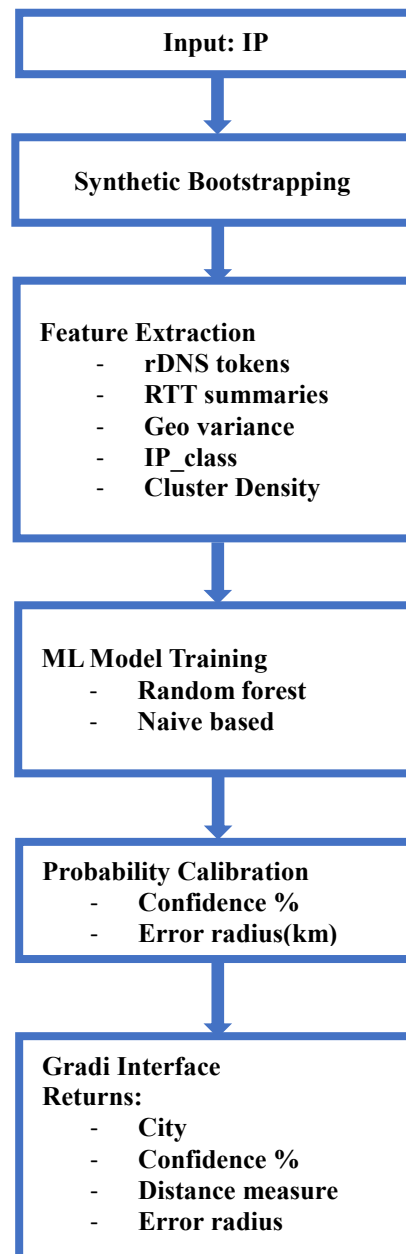 Input: IP
Synthetic Bootstrapping
Feature Extraction
- rDNS tokens
- RTT summaries
- Geo variance
- IP_class
- Cluster Density
ML Model Training
- Random forest
- Naive based
Probability Calibration
- Confidence %
- Error radius(km)
Gradi Interface
Returns:
- City
- Confidence %
- Distance measure
- Error radius